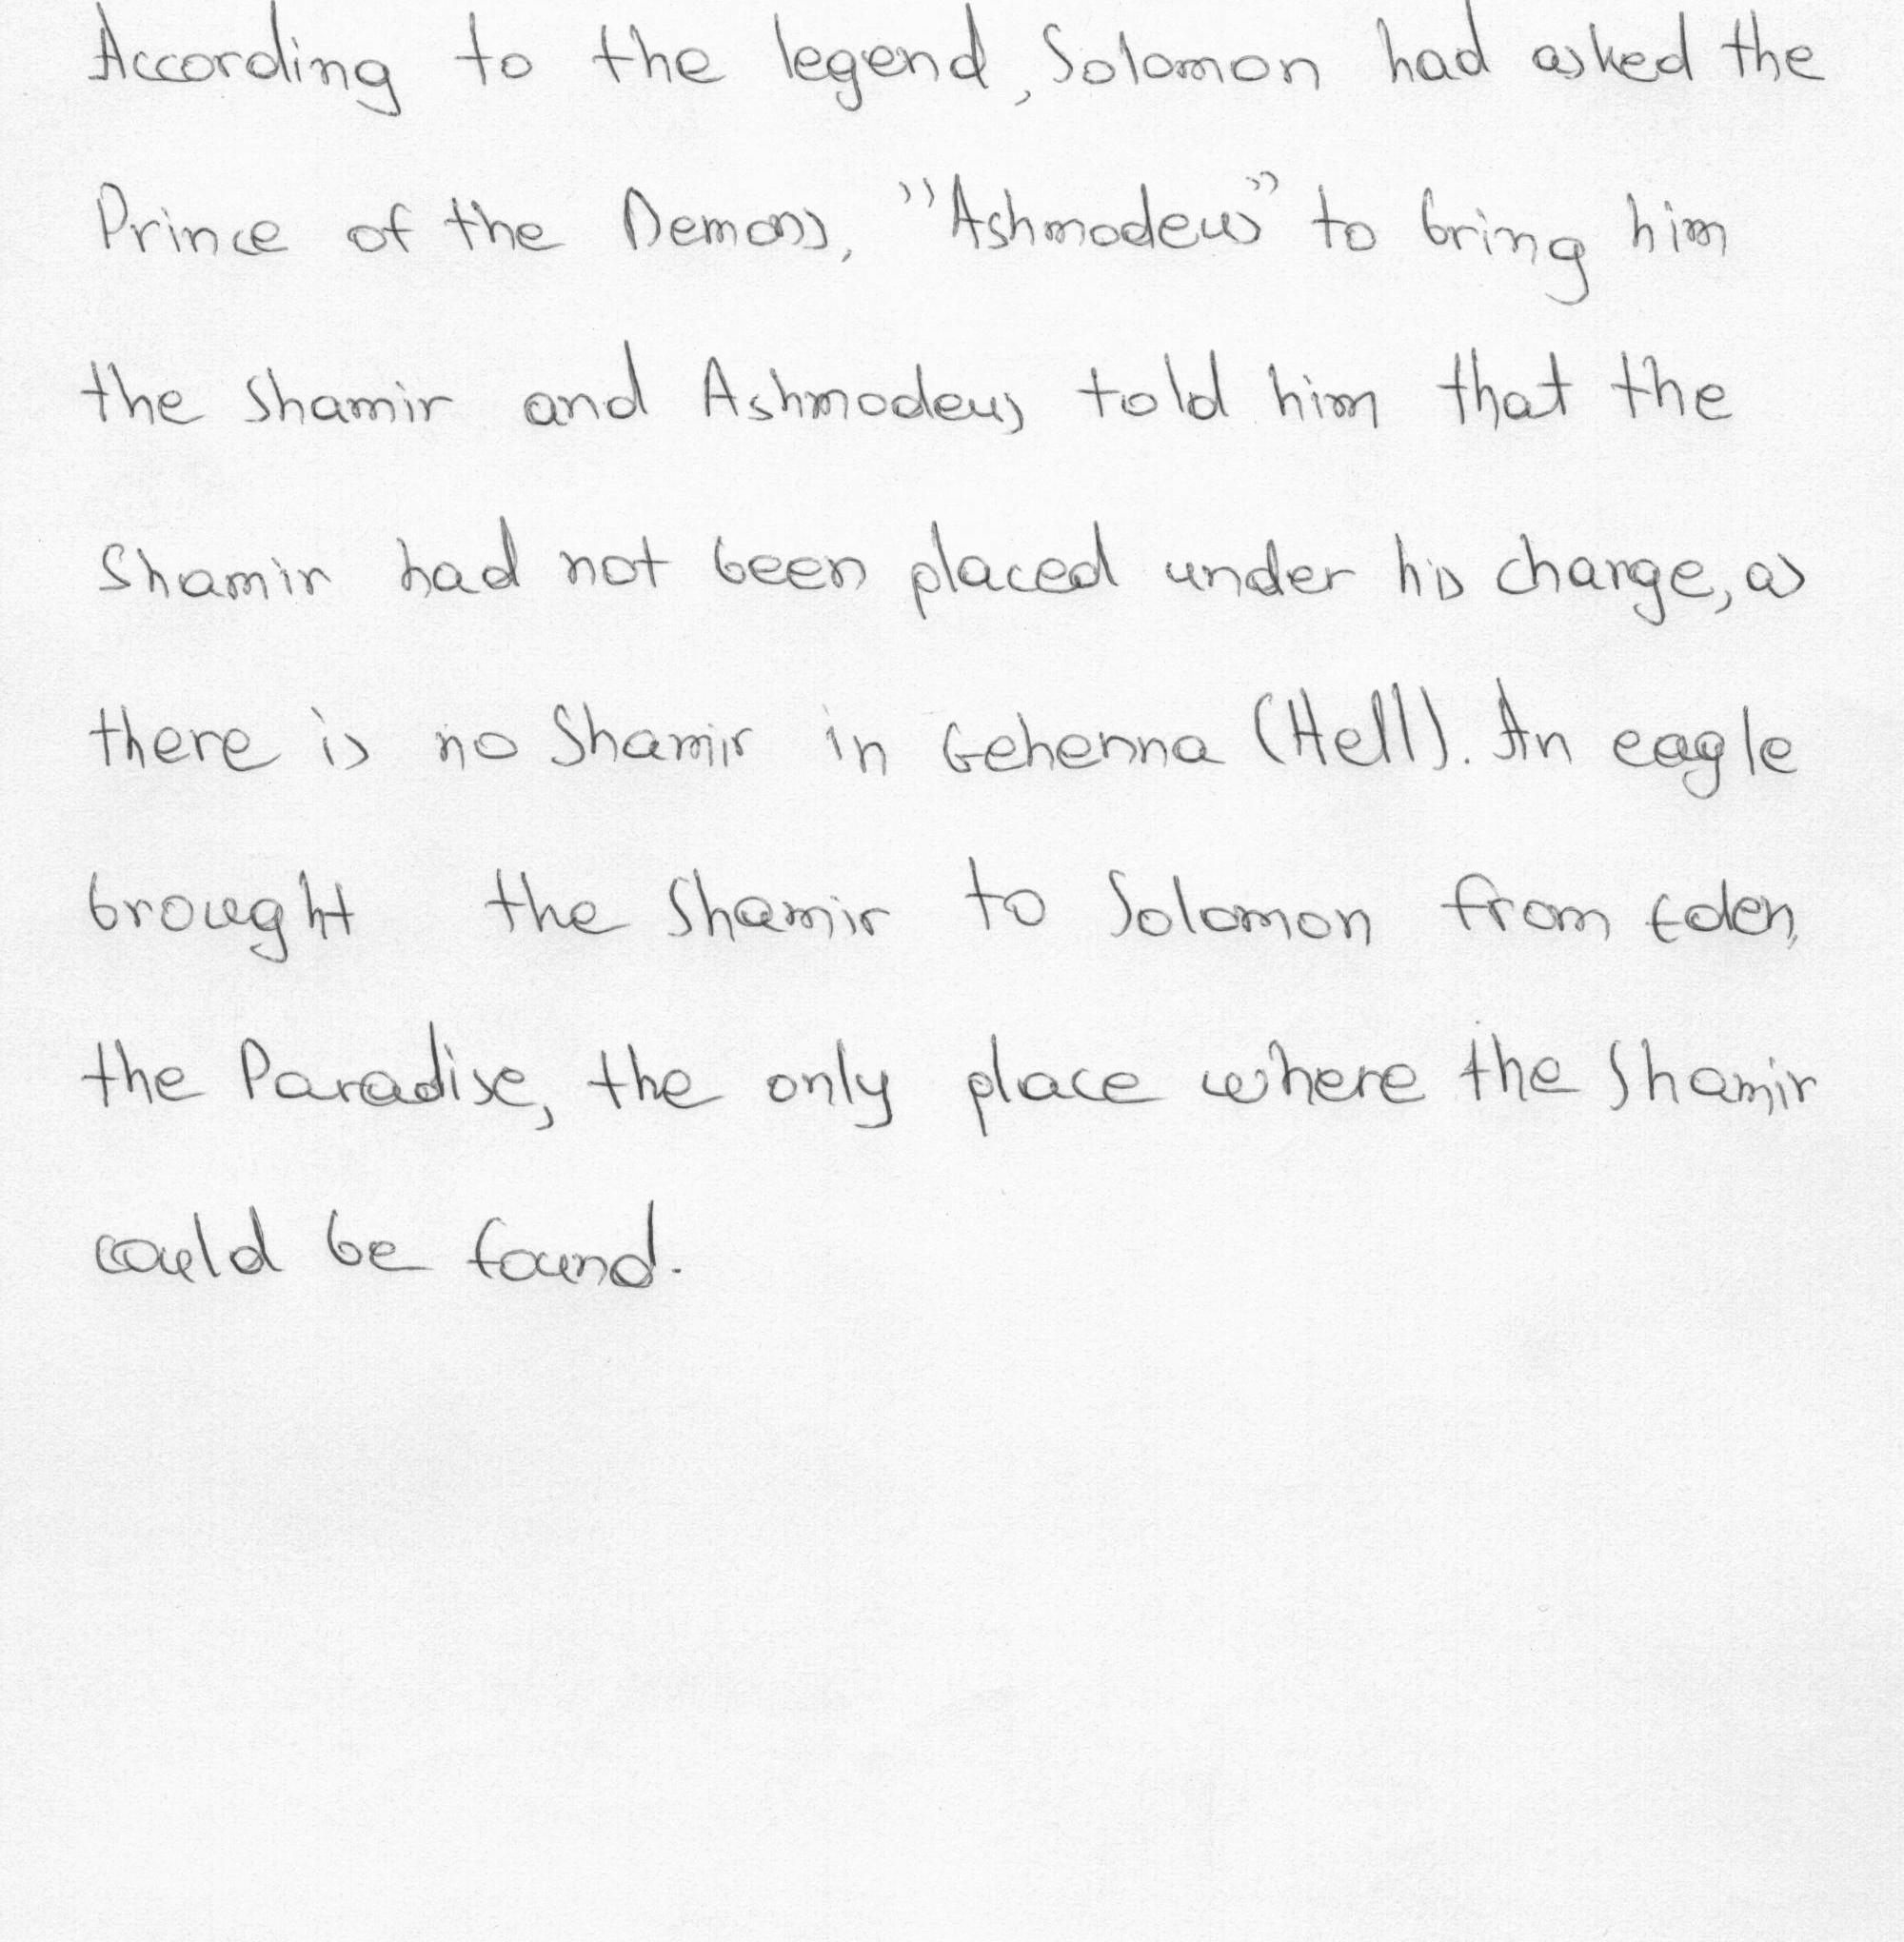 According to the legend, Solomon had asked the
Prince of the Demons, "Ashmodeus" to bring him
the Shamir and Ashmodeus told him that the
Shamir had not been placed under his charge, as
there is no Shamir in Gehenna (Hell). An eagle
brought the Shamir to Solomon from Eden,
the Paradise, the only place where the Shamir
could be found.